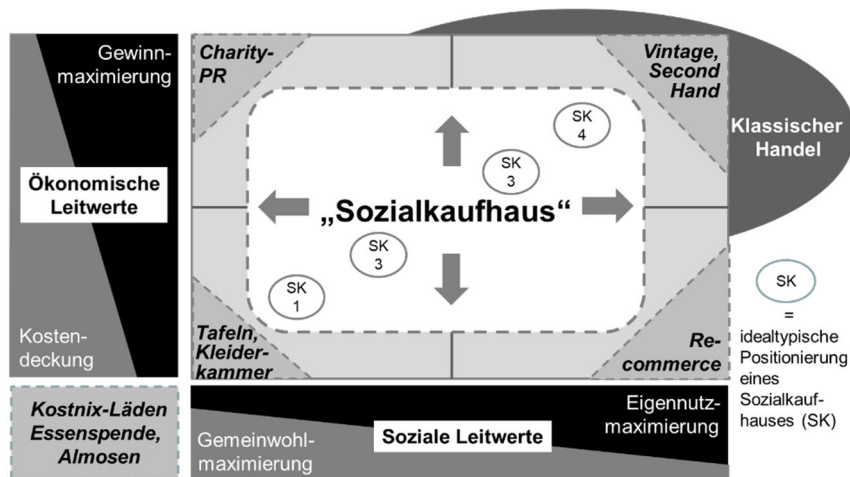 Gewinn-
maximierung
Ökonomische
Leitwerte
Kosten-
deckung
Charity-
PR
Vintage,
Second
Hand
Klassischer
Handel
SK
4
SK
3
„Sozialkaufhaus“
SK
3
SK
1
Tafeln,
Kleider-
kammer
Re-
commerce
SK
=
idealtypische
Positionierung
eines
Sozialkauf-
hauses (SK)
Kostnix-Läden
Essenspende,
Almosen
Gemeinwohl-
maximierung
Soziale Leitwerte
Eigennutz-
maximierung